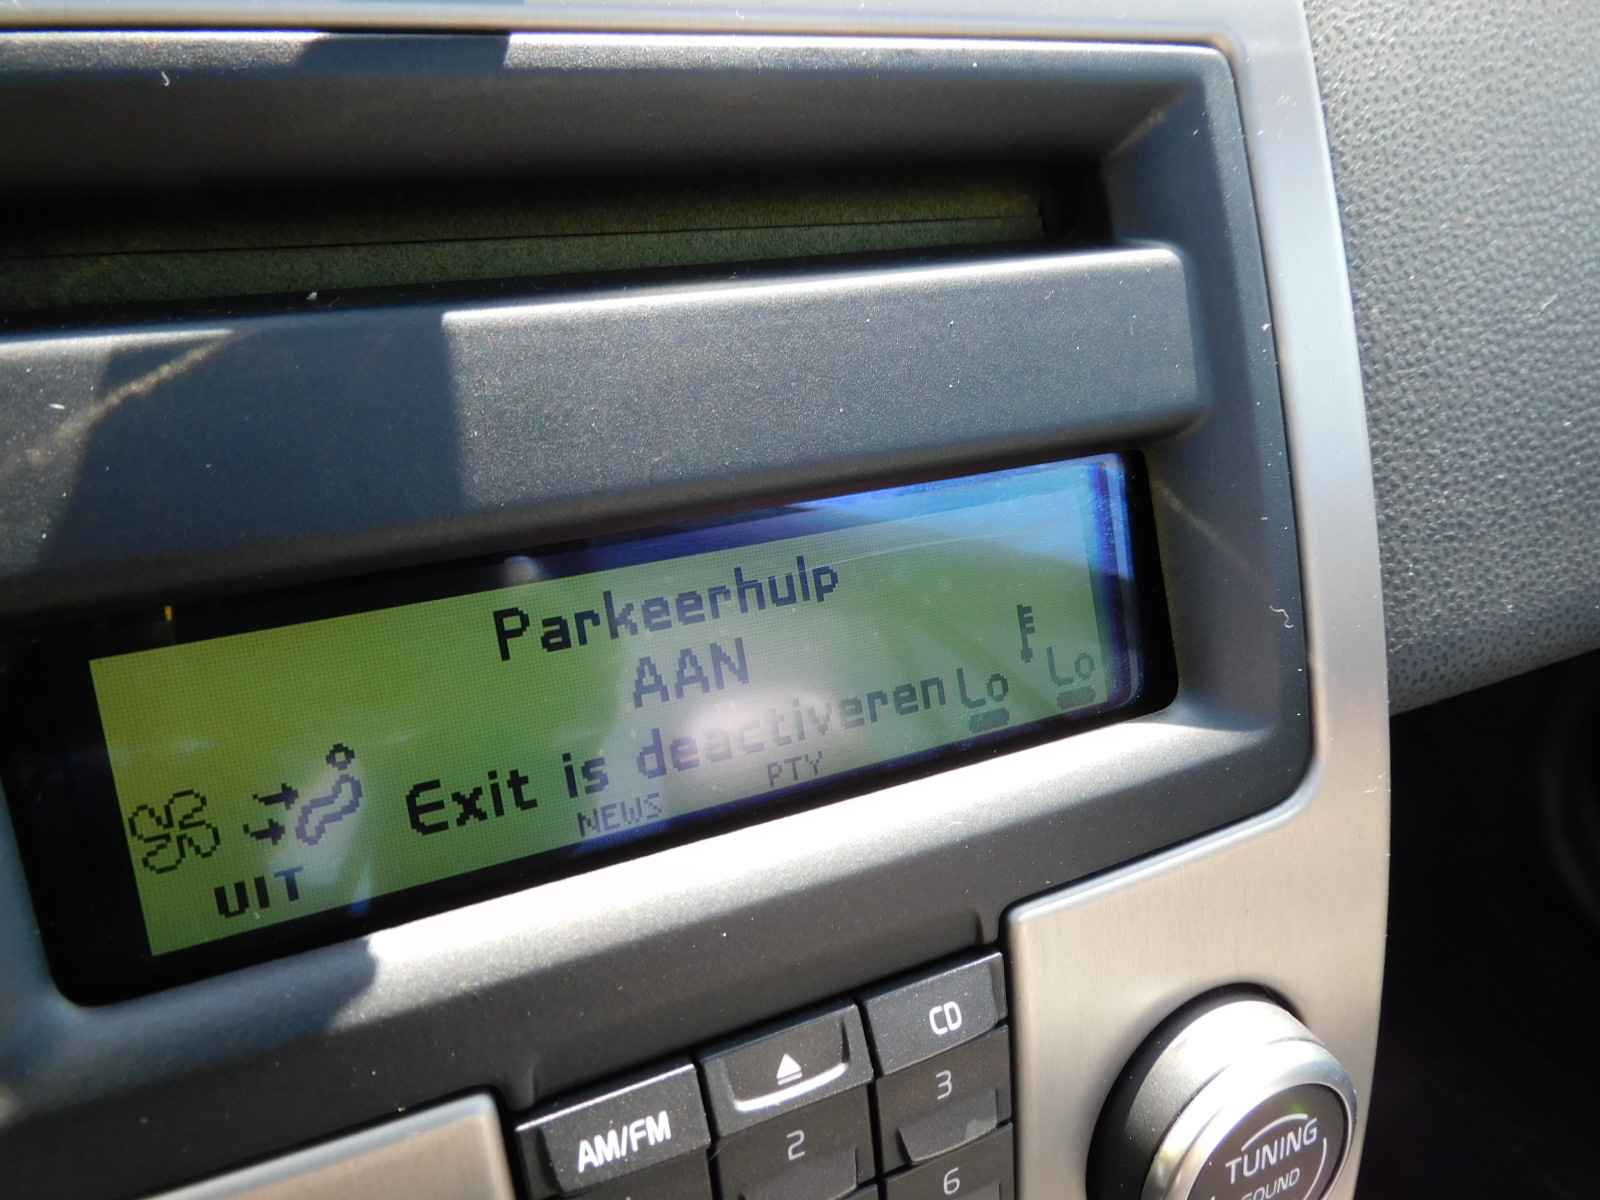 Parkeerhulp
AAN
Exit is deactiveren
Lo Lo
NEWS PTY
UIT
CD
AM/FM
2
3
6
TUNING
SOUND